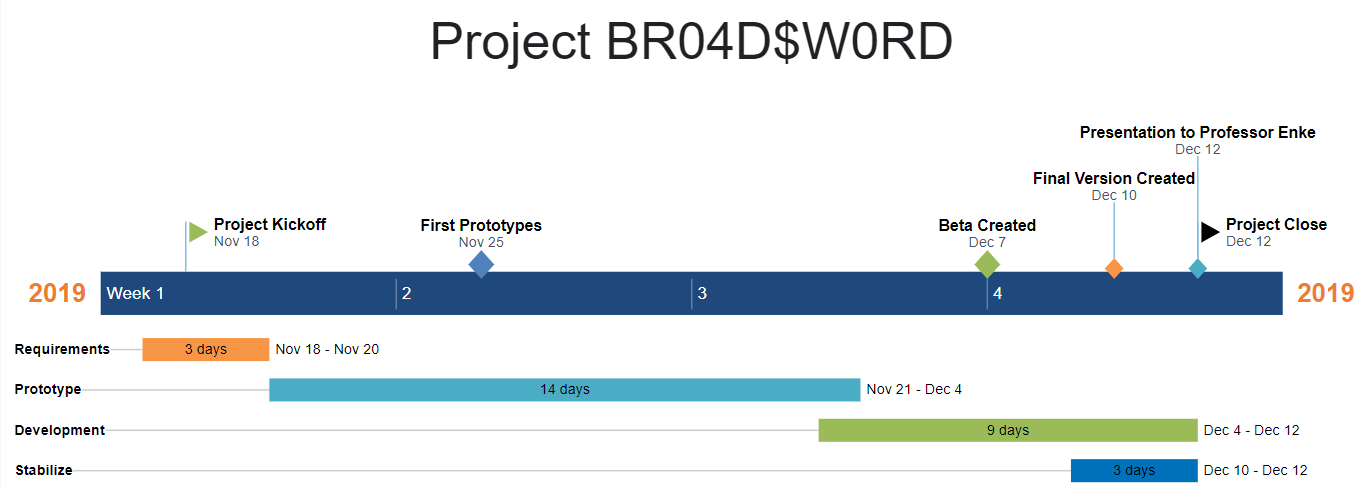 Project BR04D$W0RD
Presentation to Professor Enke
Dec 12
Final Version Created
Dec 10
Project Kickoff
Nov 18
First Prototypes
Nov 25
Beta Created
Dec 7
Project Close
Dec 12
2019 Week 1 2 3 4 2019
Requirements 3 days Nov 18 - Nov 20
Prototype 14 days Nov 21 - Dec 4
Development 9 days Dec 4 - Dec 12
Stabilize 3 days Dec 10 - Dec 12